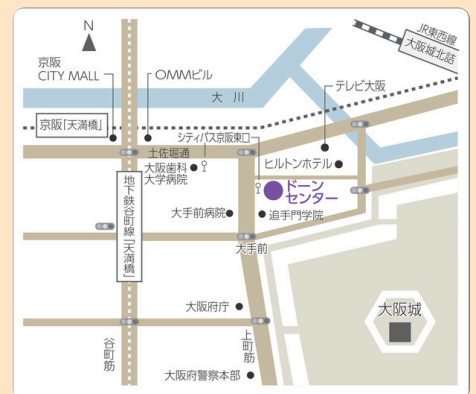 N
JR東西線
大阪城北詰
京阪
CITY MALL
OMMビル
大川
テレビ大阪
京阪「天満橋」
シティバス京阪東口
土佐堀通
大阪歯科
大学病院
ヒルトンホテル
ドーン
センター
地下鉄谷町線「天満橋」
大手前病院
追手門学院
大手前
大阪府庁
大阪城
谷町筋
上町筋
大阪府警察本部